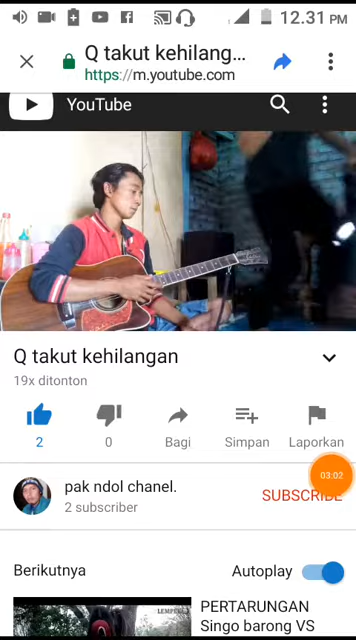 12.31 PM
Q takut kehilang...
https://m.youtube.com
YouTube
Q takut kehilangan
19x ditonton
2
0
Bagi
Simpan
Laporkan
03:02
pak ndol chanel.
2 subscriber
SUBSCRIBE
Berikutnya
Autoplay
PERTARUNGAN
Singo barong VS